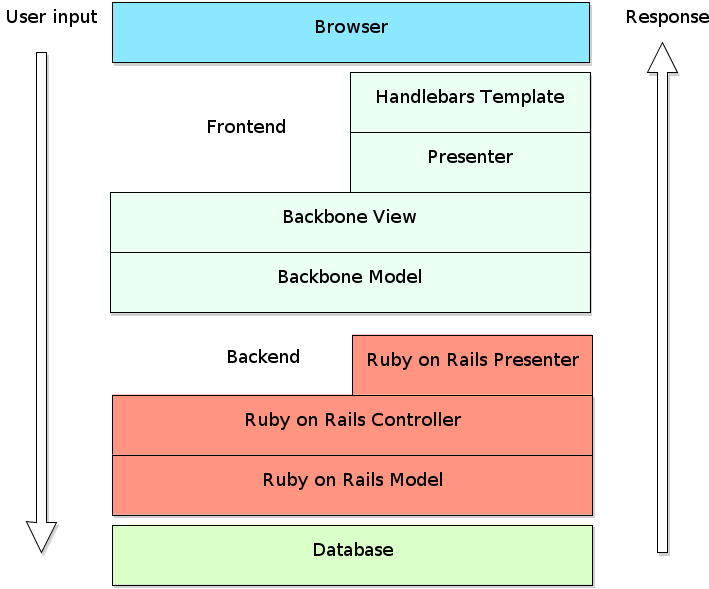 User input
Browser
Response
Handlebars Template
Frontend
Presenter
Backbone View
Backbone Model
Backend
Ruby on Rails Presenter
Ruby on Rails Controller
Ruby on Rails Model
Database